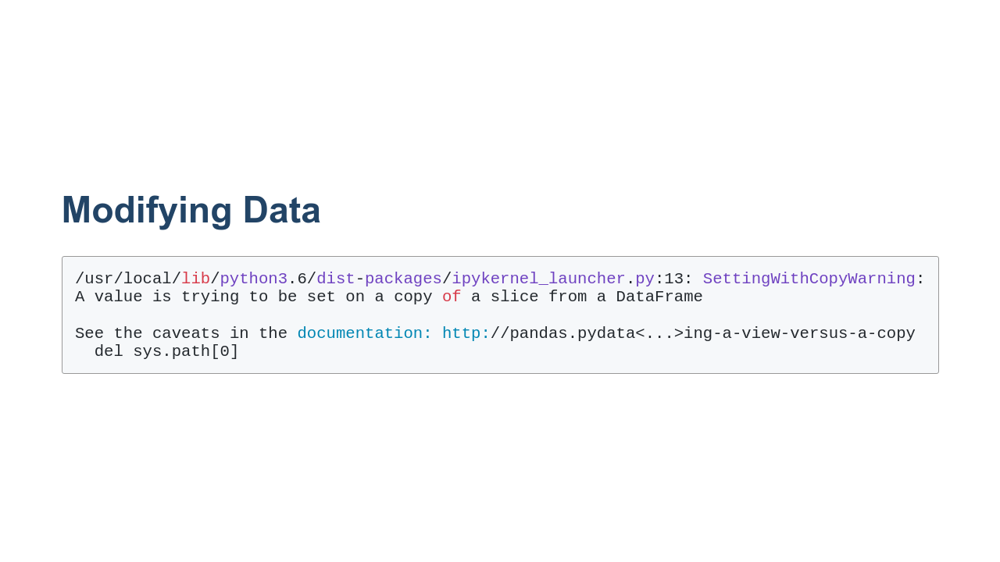 Modifying Data
/usr/local/lib/python3.6/dist-packages/ipykernel_launcher.py:13: SettingWithCopyWarning:
A value is trying to be set on a copy of a slice from a DataFrame
See the caveats in the documentation: http://pandas.pydata<...>ing-a-view-versus-a-copy
  del sys.path[0]